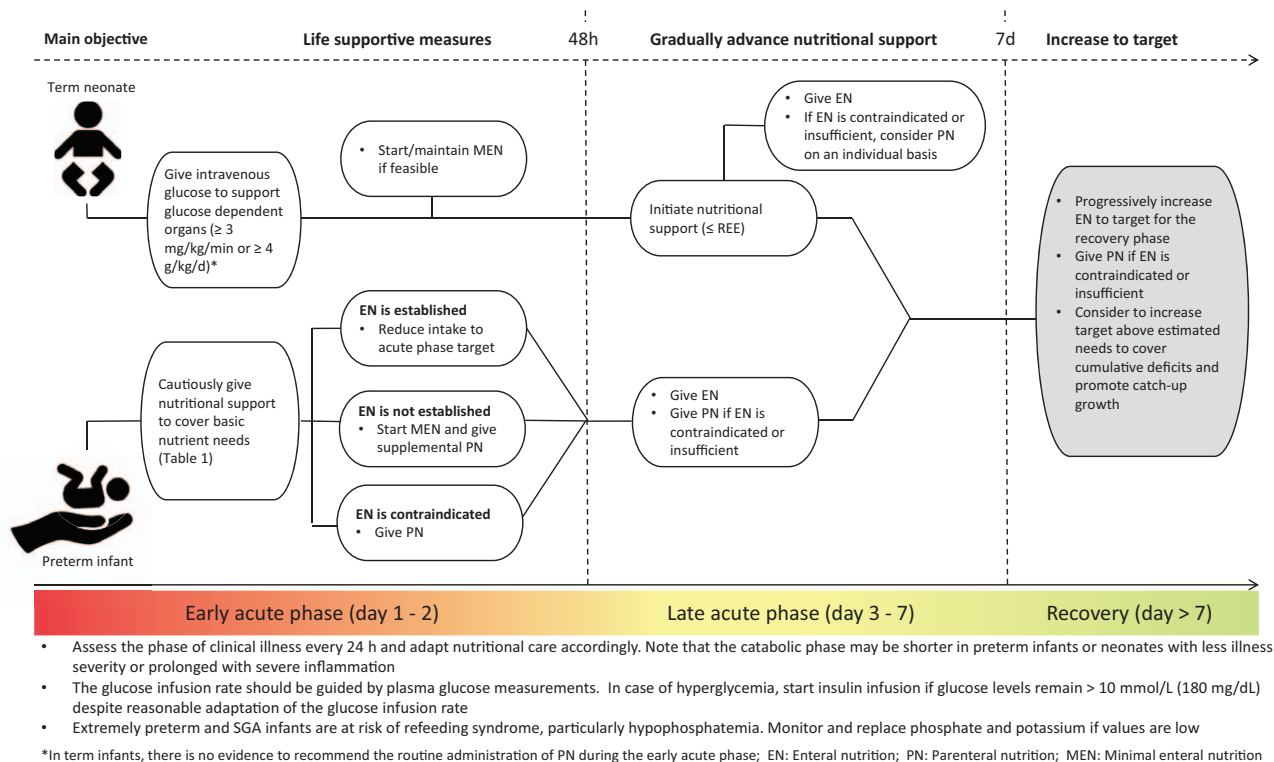 Main objective
Life supportive measures
48h
Gradually advance nutritional support
7d
Increase to target
Term neonate
Give intravenous
glucose to support
glucose dependent
organs (≥ 3
mg/kg/min or ≥ 4
g/kg/d)*
• Start/maintain MEN
if feasible
Initiate nutritional
support (≤ REE)
• Give EN
• If EN is contraindicated or
insufficient, consider PN
on an individual basis
• Progressively increase
EN to target for the
recovery phase
• Give PN if EN is
contraindicated or
insufficient
• Consider to increase
target above estimated
needs to cover
cumulative deficits and
promote catch-up
growth
Cautiously give
nutritional support
to cover basic
nutrient needs
(Table 1)
EN is established
• Reduce intake to
acute phase target
EN is not established
• Start MEN and give
supplemental PN
EN is contraindicated
• Give PN
• Give EN
• Give PN if EN is
contraindicated or
insufficient
Preterm infant
Early acute phase (day 1 - 2)
Late acute phase (day 3 - 7)
Recovery (day > 7)
• Assess the phase of clinical illness every 24 h and adapt nutritional care accordingly. Note that the catabolic phase may be shorter in preterm infants or neonates with less illness
severity or prolonged with severe inflammation
• The glucose infusion rate should be guided by plasma glucose measurements. In case of hyperglycemia, start insulin infusion if glucose levels remain > 10 mmol/L (180 mg/dL)
despite reasonable adaptation of the glucose infusion rate
• Extremely preterm and SGA infants are at risk of refeeding syndrome, particularly hypophosphatemia. Monitor and replace phosphate and potassium if values are low
*In term infants, there is no evidence to recommend the routine administration of PN during the early acute phase; EN: Enteral nutrition; PN: Parenteral nutrition; MEN: Minimal enteral nutrition